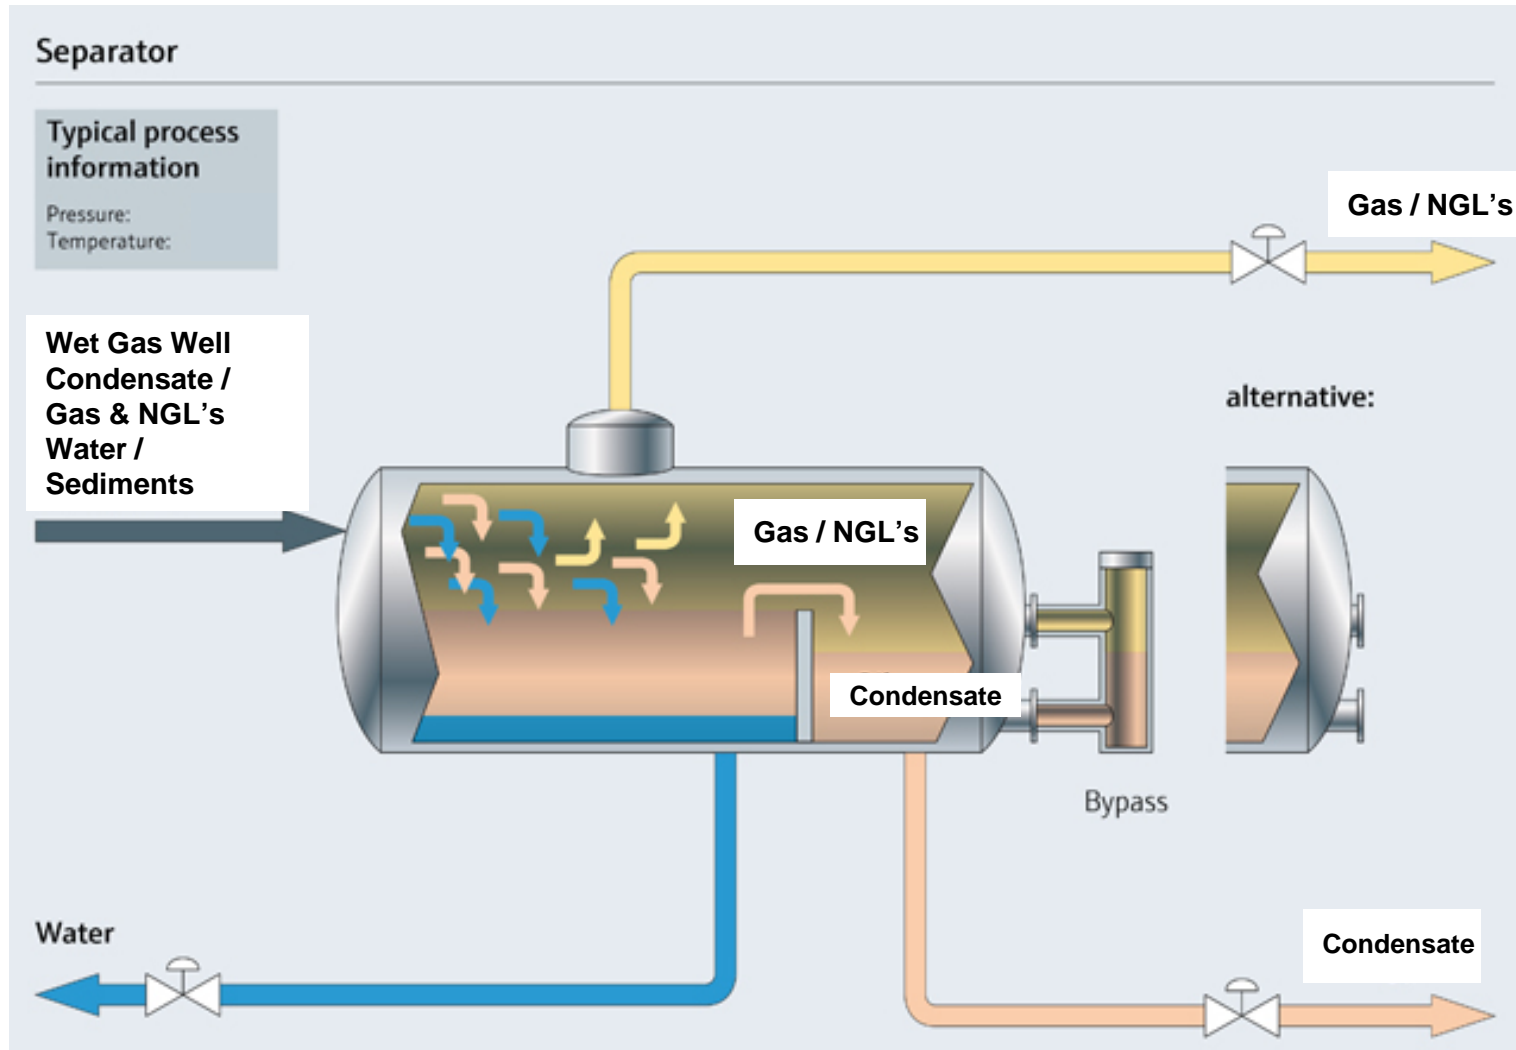 Separator
Typical process
information
Pressure:
Temperature:
Gas / NGL’s
Wet Gas Well
Condensate /
Gas & NGL’s
Water /
Sediments
alternative:
Gas / NGL’s
Condensate
Bypass
Water
Condensate